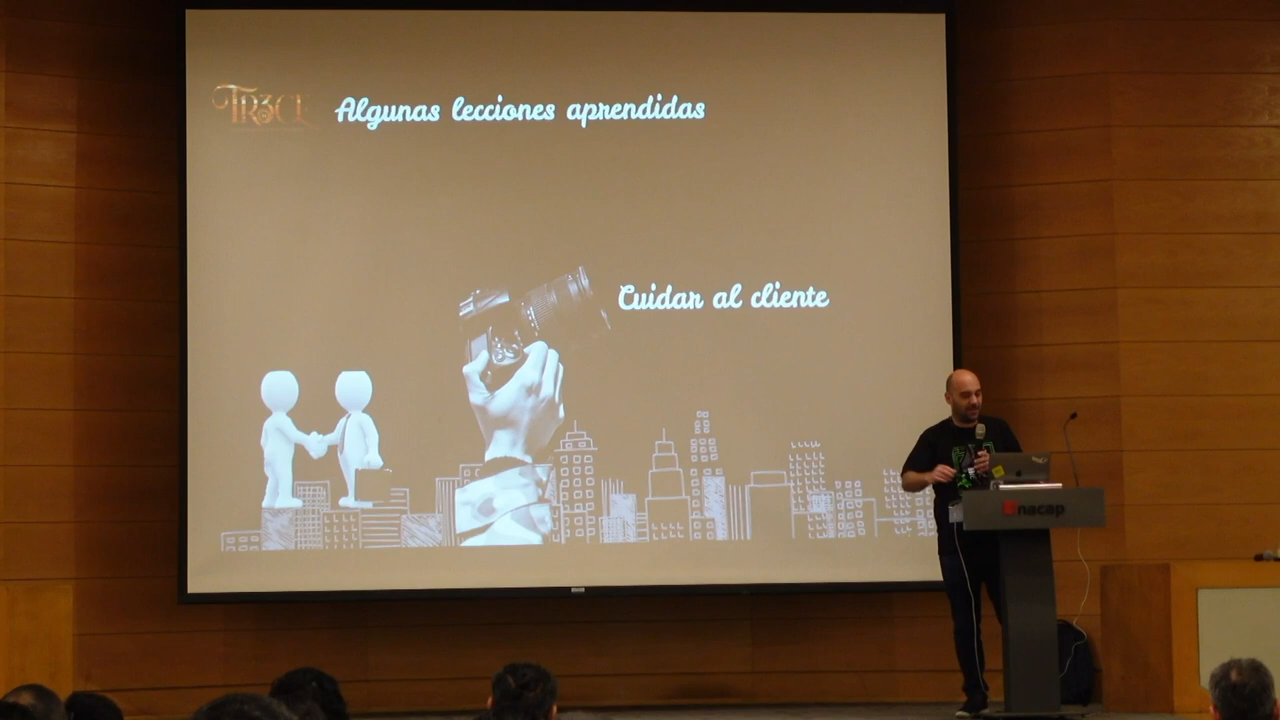 TR3CE
Algunas lecciones aprendidas
Cuidar al cliente
inacap